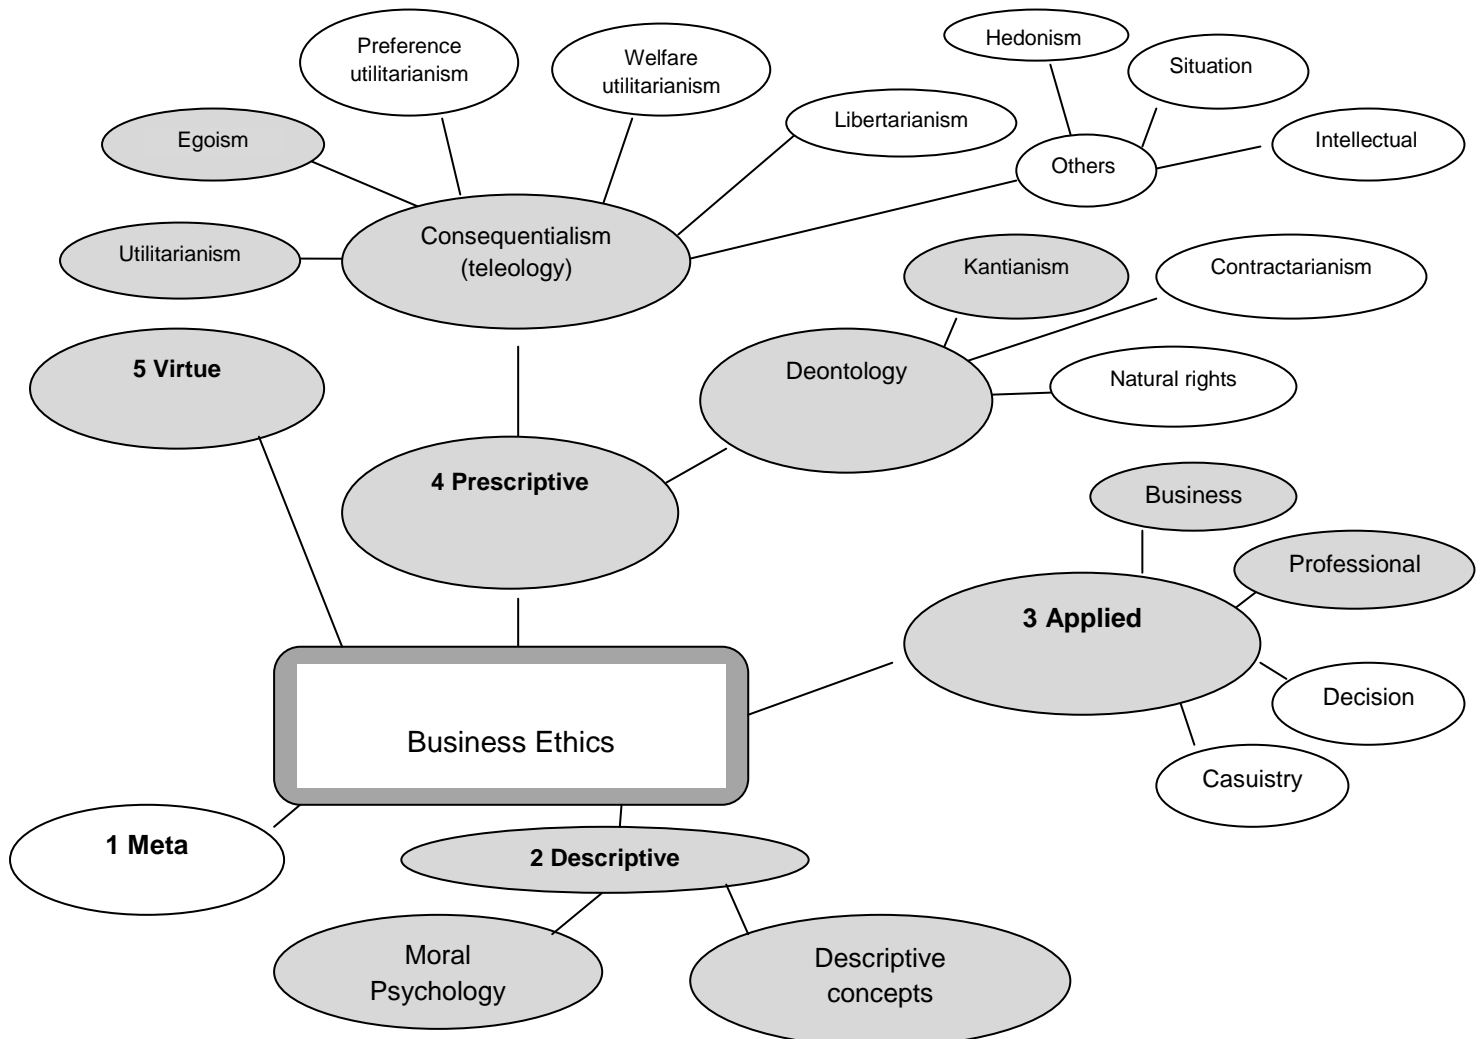 Preference
utilitarianism
Welfare
utilitarianism
Hedonism
Situation
Egoism
Libertarianism
Intellectual
Others
Utilitarianism
Consequentialism
(teleology)
Kantianism
Contractarianism
5 Virtue
Deontology
Natural rights
4 Prescriptive
Business
Professional
3 Applied
Decision
Business Ethics
Casuistry
1 Meta
2 Descriptive
Moral
Psychology
Descriptive
concepts